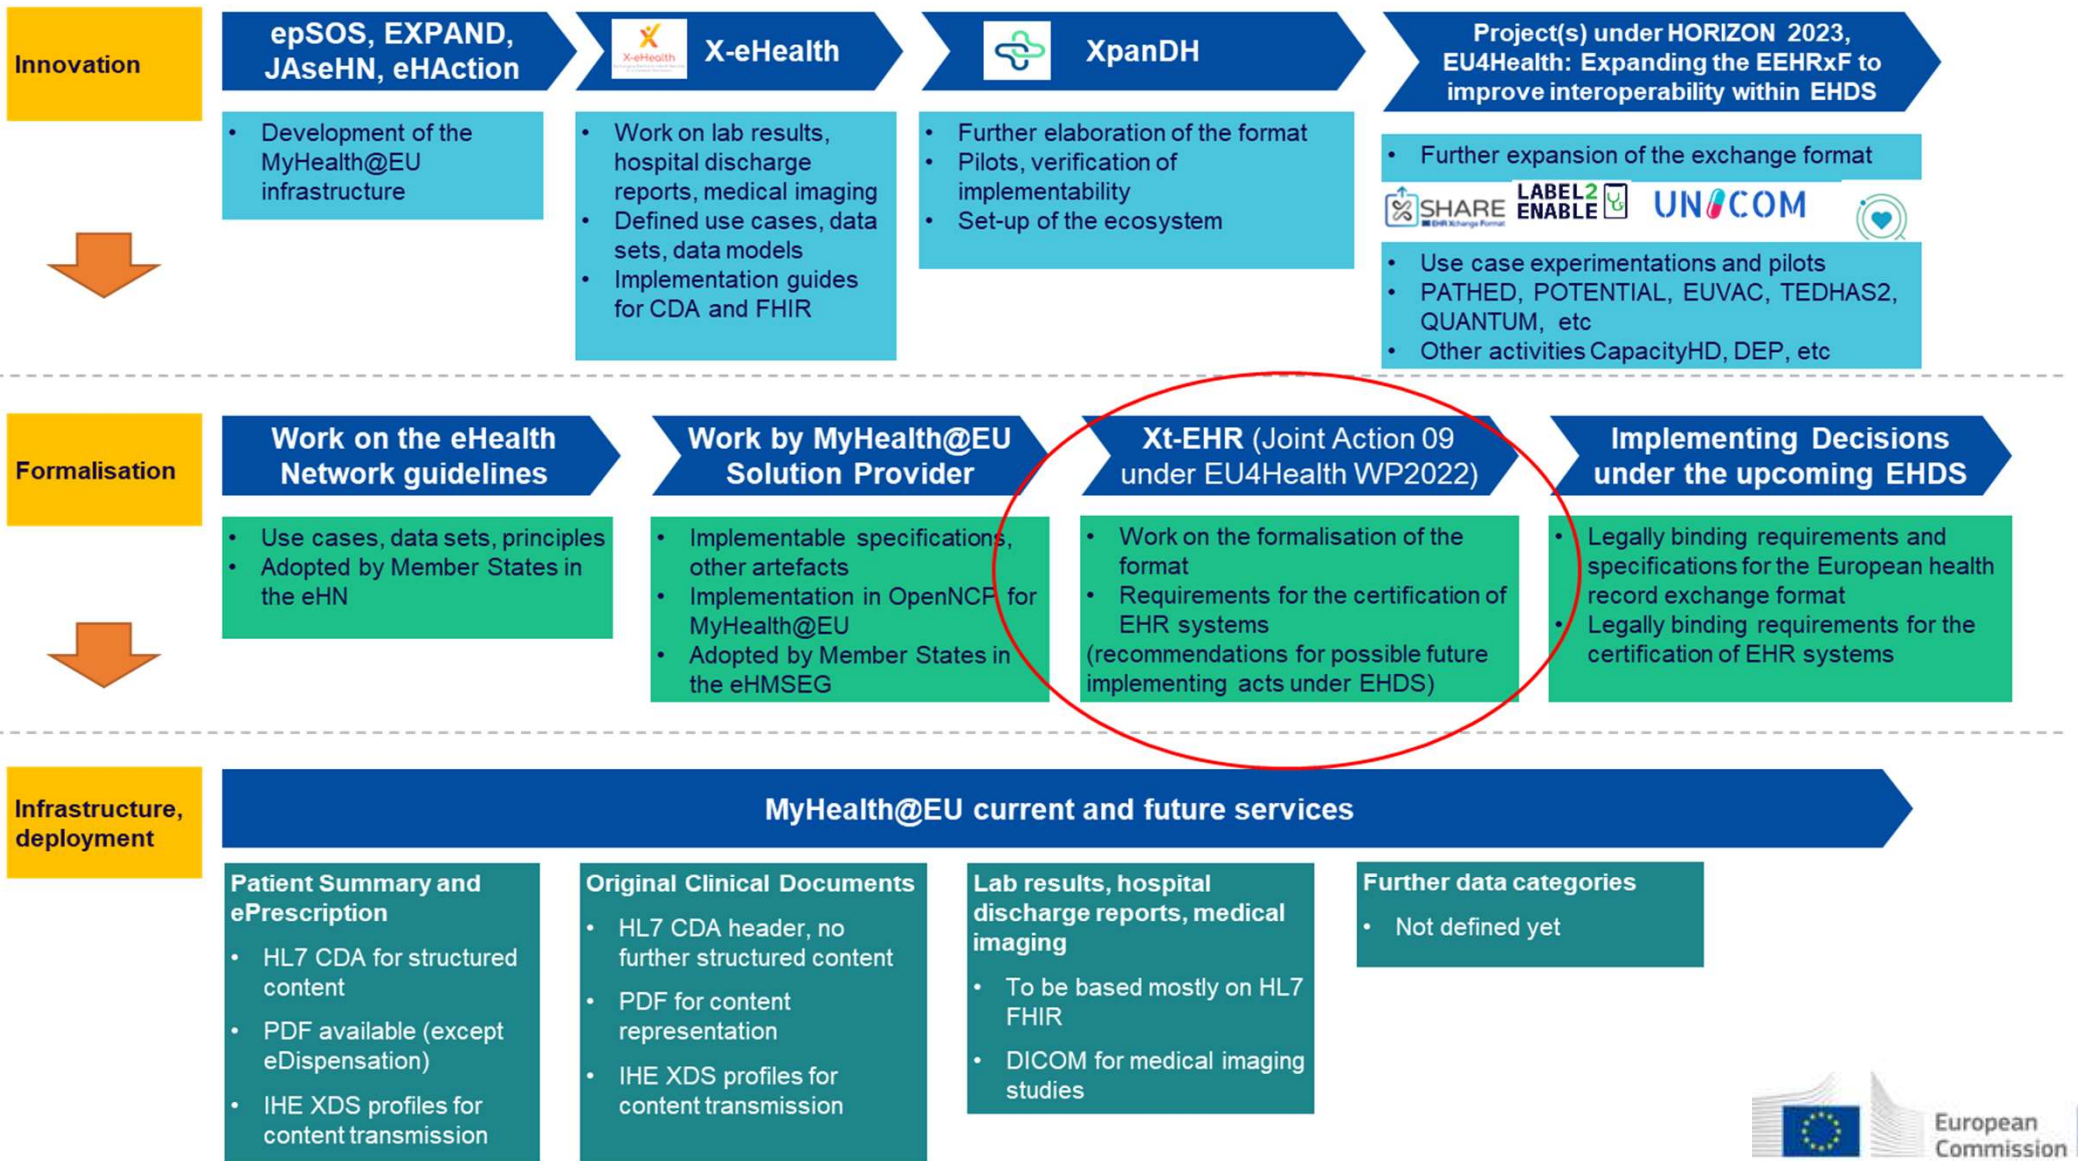 Innovation
epSOS, EXPAND,
JAseHN, eHAction
• Development of the
MyHealth@EU
infrastructure
X-eHealth
X-eHealth
• Work on lab results,
hospital discharge
reports, medical imaging
• Defined use cases, data
sets, data models
• Implementation guides
for CDA and FHIR
XpanDH
• Further elaboration of the format
• Pilots, verification of
implementability
• Set-up of the ecosystem
Project(s) under HORIZON 2023,
EU4Health: Expanding the EEHRxF to
improve interoperability within EHDS
• Further expansion of the exchange format
SHARE
EHR Xchange Format
LABEL2
ENABLE
UNICOM
• Use case experimentations and pilots
• PATHED, POTENTIAL, EUVAC, TEDHAS2,
QUANTUM, etc
• Other activities CapacityHD, DEP, etc
Formalisation
Work on the eHealth
Network guidelines
• Use cases, data sets, principles
• Adopted by Member States in
the eHN
Work by MyHealth@EU
Solution Provider
• Implementable specifications,
other artefacts
• Implementation in OpenNCP for
MyHealth@EU
• Adopted by Member States in
the eHMSEG
Xt-EHR (Joint Action 09
under EU4Health WP2022)
• Work on the formalisation of the
format
• Requirements for the certification of
EHR systems
(recommendations for possible future
implementing acts under EHDS)
Implementing Decisions
under the upcoming EHDS
• Legally binding requirements and
specifications for the European health
record exchange format
• Legally binding requirements for the
certification of EHR systems
Infrastructure,
deployment
MyHealth@EU current and future services
Patient Summary and
ePrescription
• HL7 CDA for structured
content
• PDF available (except
eDispensation)
• IHE XDS profiles for
content transmission
Original Clinical Documents
• HL7 CDA header, no
further structured content
• PDF for content
representation
• IHE XDS profiles for
content transmission
Lab results, hospital
discharge reports, medical
imaging
• To be based mostly on HL7
FHIR
• DICOM for medical imaging
studies
Further data categories
• Not defined yet
European
Commission